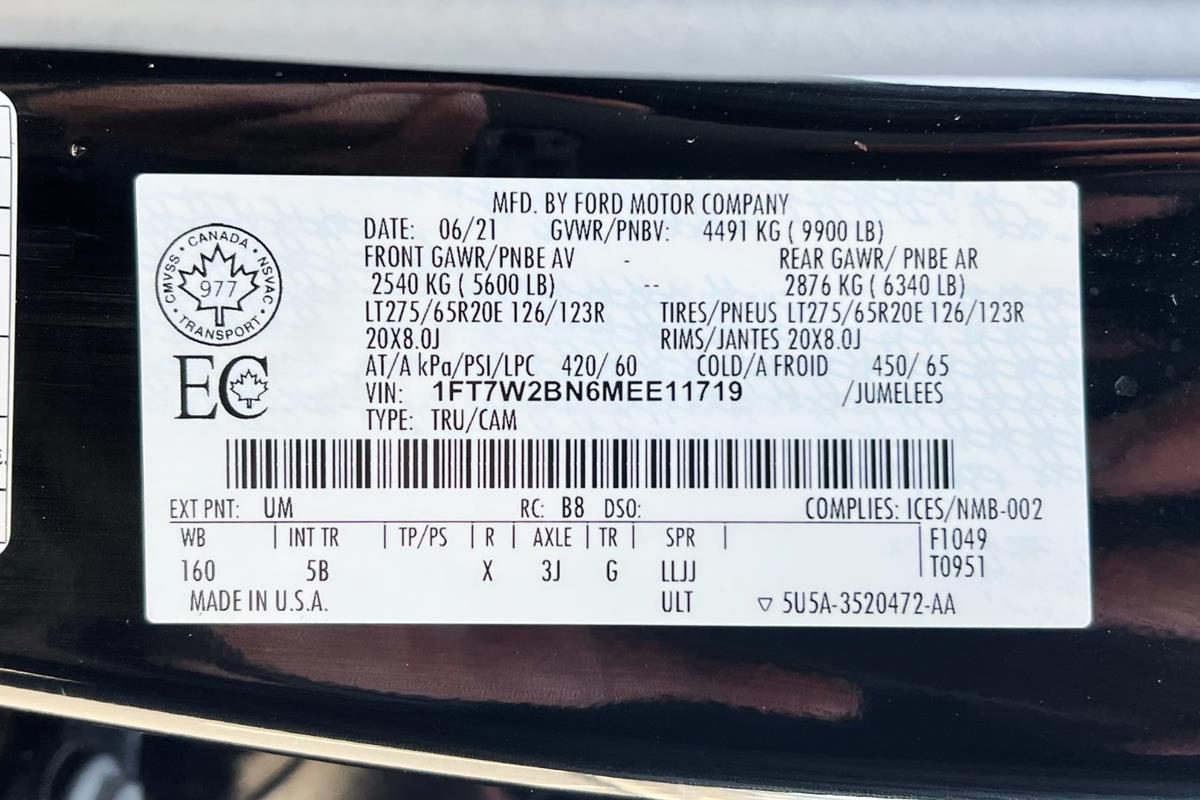 MFD. BY FORD MOTOR COMPANY
DATE: 06/21 GVWR/PNBV: 4491 KG ( 9900 LB)
FRONT GAWR/PNBE AV - REAR GAWR/ PNBE AR
2540 KG ( 5600 LB) -- 2876 KG ( 6340 LB)
LT275/65R20E 126/123R TIRES/PNEUS LT275/65R20E 126/123R
20X8.0J RIMS/JANTES 20X8.0J
AT/A kPa/PSI/LPC 420/ 60 COLD/A FROID 450/ 65
VIN: 1FT7W2BN6MEE11719 /JUMELEES
TYPE: TRU/CAM
CANADA
CMVSS · NSVAC
977
TRANSPORT
EC
EXT PNT: UM RC: B8 DSO: COMPLIES: ICES/NMB-002
WB | INT TR | TP/PS | R | AXLE | TR | SPR | F1049
160 5B X 3J G LLJJ T0951
MADE IN U.S.A. ULT ▽ 5U5A-3520472-AA